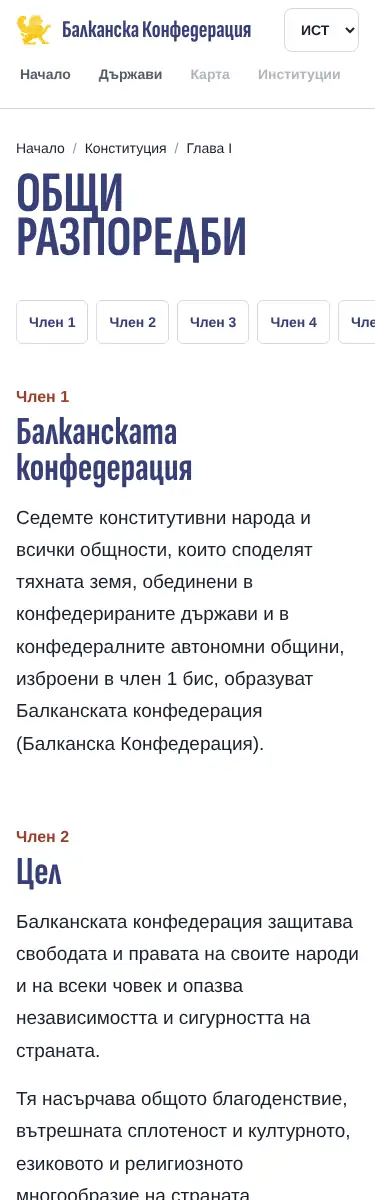 Балканска Конфедерация
ИСТ
Начало
Държави
Карта
Институции
Начало / Конституция / Глава I
ОБЩИ
РАЗПОРЕДБИ
Член 1
Член 2
Член 3
Член 4
Чле
Член 1
Балканската
конфедерация
Седемте конститутивни народа и
всички общности, които споделят
тяхната земя, обединени в
конфедерираните държави и в
конфедералните автономни общини,
изброени в член 1 бис, образуват
Балканската конфедерация
(Балканска Конфедерация).
Член 2
Цел
Балканската конфедерация защитава
свободата и правата на своите народи
и на всеки човек и опазва
независимостта и сигурността на
страната.
Тя насърчава общото благоденствие,
вътрешната сплотеност и културното,
езиковото и религиозното
многообразие на страната.